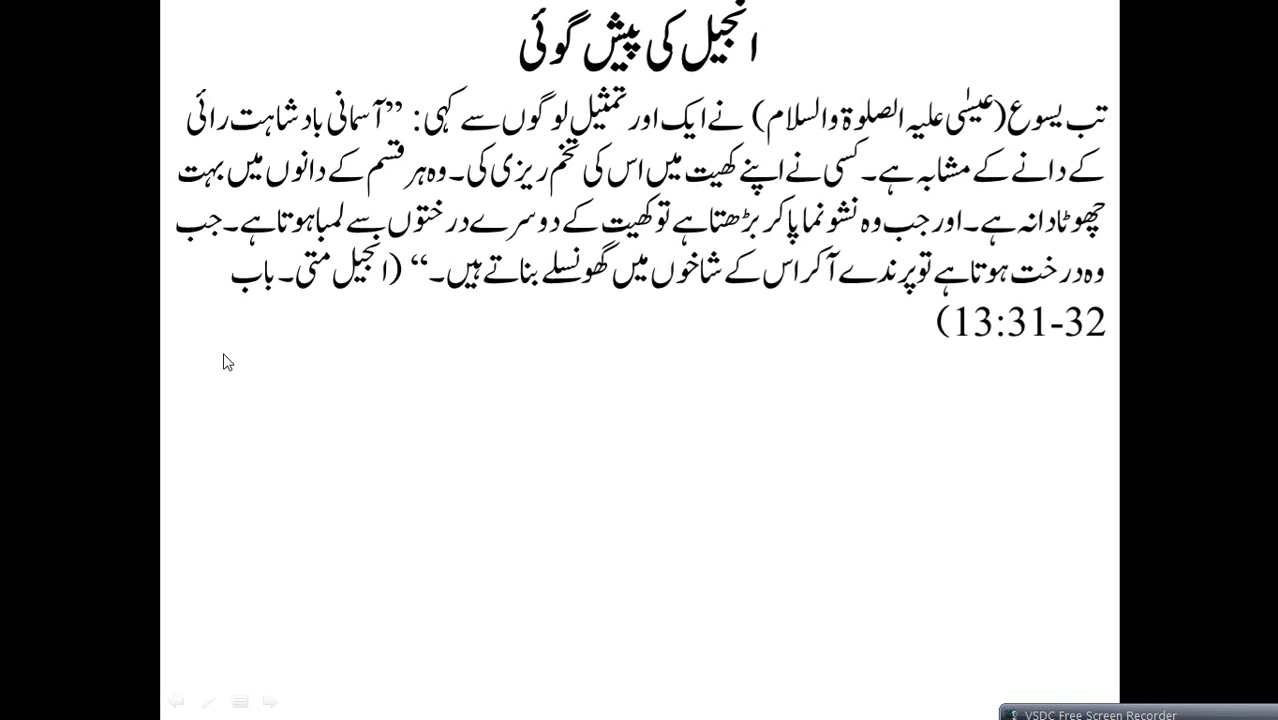 انجیل کی پیش گوئی
تب یسوع (عیسٰی علیہ الصلوۃ والسلام) نے ایک اور تمثیل لوگوں سے کہی: ”آسمانی بادشاہت رائی
کے دانے کے مشابہ ہے۔ کسی نے اپنے کھیت میں اس کی تخم ریزی کی۔ وہ ہر قسم کے دانوں میں بہت
چھوٹا دانہ ہے۔ اور جب وہ نشو نما پا کر بڑھتا ہے تو کھیت کے دوسرے درختوں سے لمبا ہوتا ہے۔ جب
وہ درخت ہوتا ہے تو پرندے آ کر اس کے شاخوں میں گھونسلے بناتے ہیں۔“ (انجیل متی۔ باب
13:31-32)
VSDC Free Screen Recorder